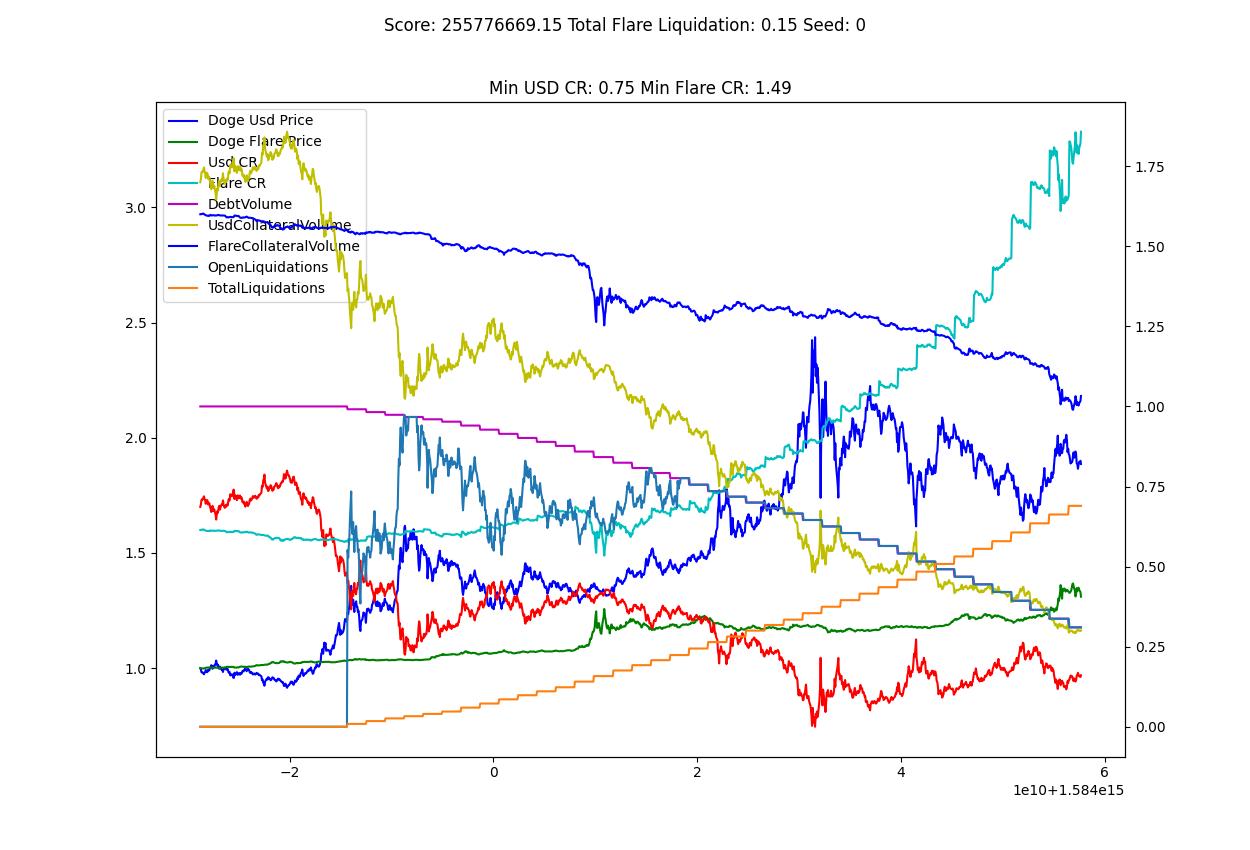 Score: 255776669.15 Total Flare Liquidation: 0.15 Seed: 0
Min USD CR: 0.75 Min Flare CR: 1.49
Doge Usd Price
Doge Flare Price
Usd CR
Flare CR
DebtVolume
UsdCollateralVolume
FlareCollateralVolume
OpenLiquidations
TotalLiquidations
3.0
2.5
2.0
1.5
1.0
1.75
1.50
1.25
1.00
0.75
0.50
0.25
0.00
−2 0 2 4 6
1e10+1.584e15